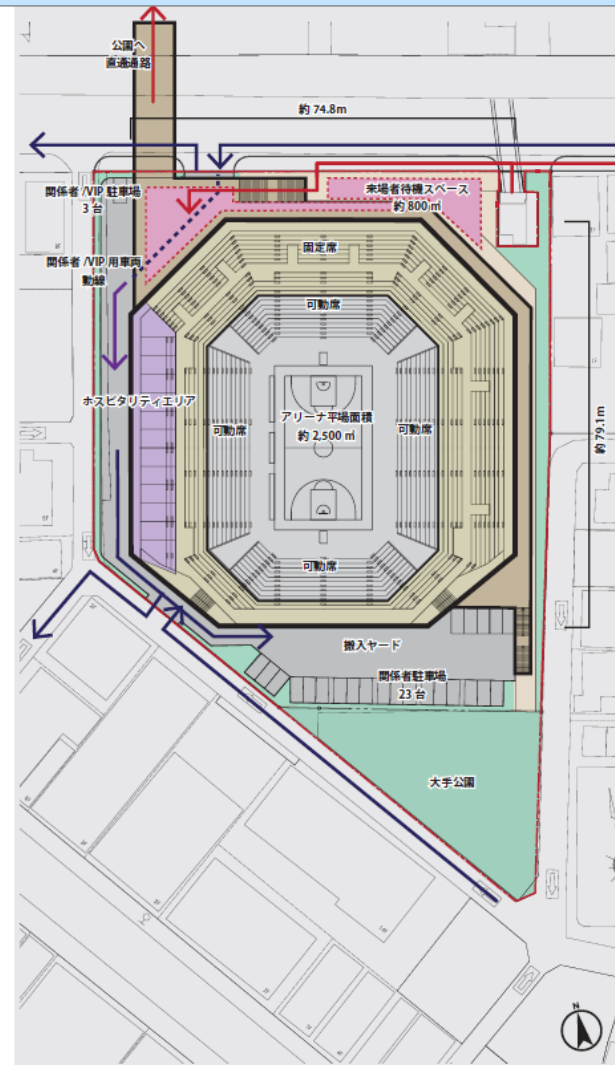 公園へ
直通通路
約 74.8m
関係者 /VIP 駐車場
3 台
来場者待機スペース
約 800 ㎡
関係者 /VIP 用車両
動線
固定席
可動席
ホスピタリティエリア
可動席
アリーナ平場面積
約 2,500 ㎡
可動席
約 79.1m
可動席
搬入ヤード
関係者駐車場
23 台
大手公園
N